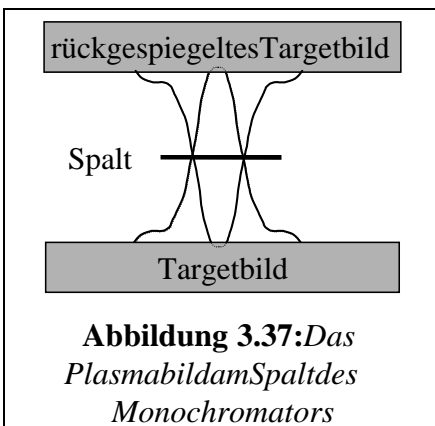 rückgespiegeltesTargetbild
Spalt
Targetbild
Abbildung 3.37:Das
PlasmabildamSpaltdes
Monochromators